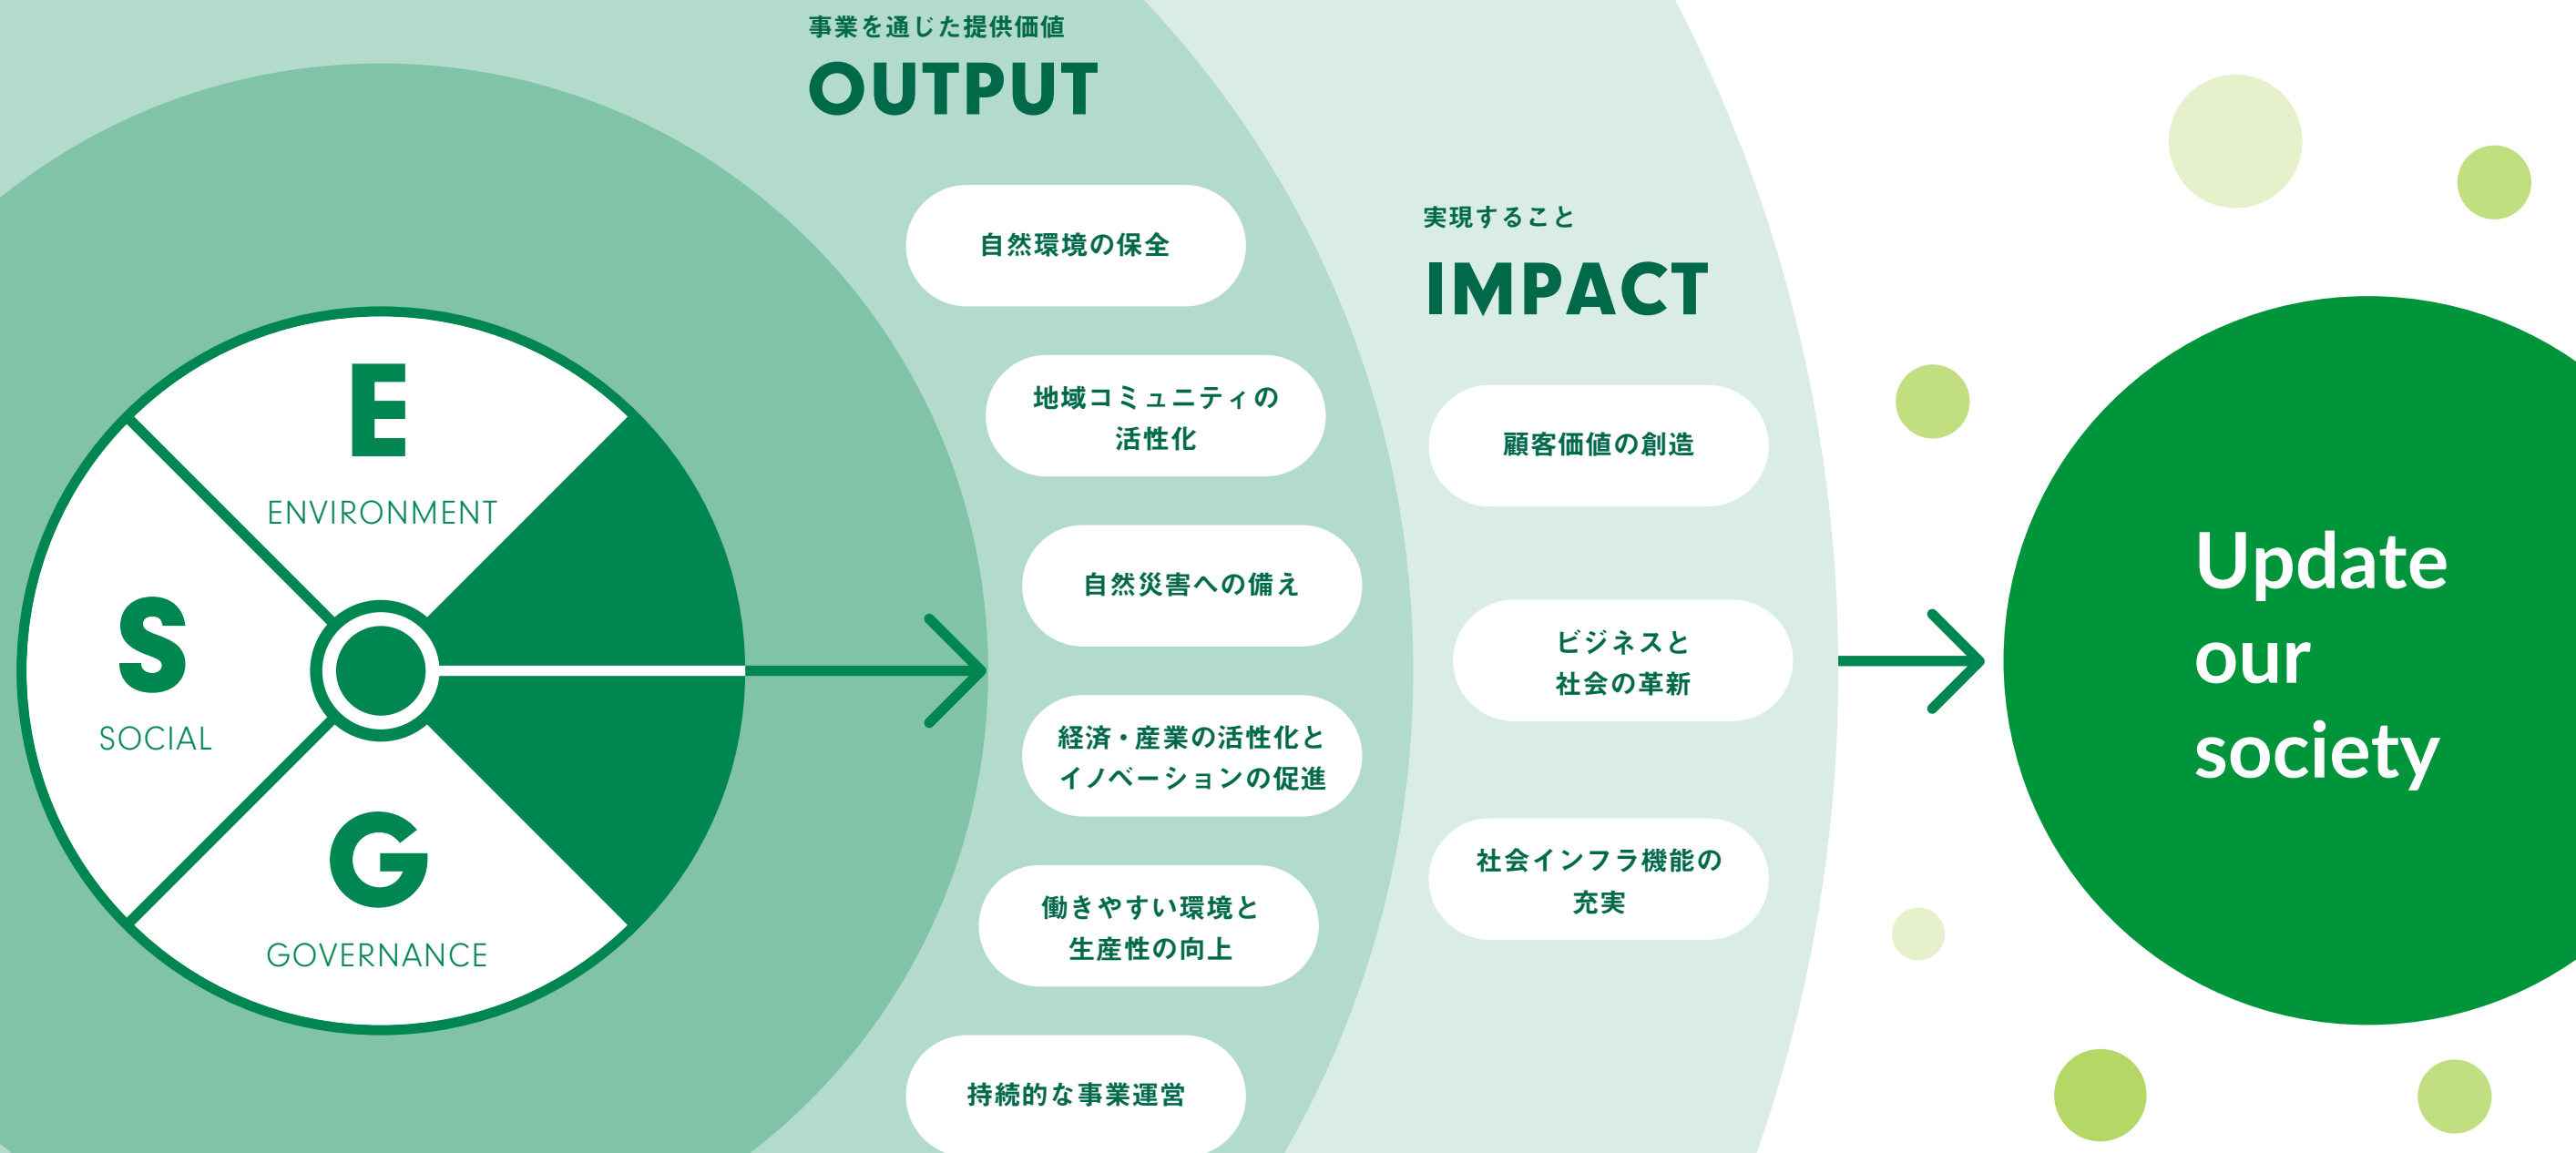 E
ENVIRONMENT
S
SOCIAL
G
GOVERNANCE
事業を通じた提供価値
OUTPUT
自然環境の保全
地域コミュニティの
活性化
自然災害への備え
経済・産業の活性化と
イノベーションの促進
働きやすい環境と
生産性の向上
持続的な事業運営
実現すること
IMPACT
顧客価値の創造
ビジネスと
社会の革新
社会インフラ機能の
充実
Update
our
society